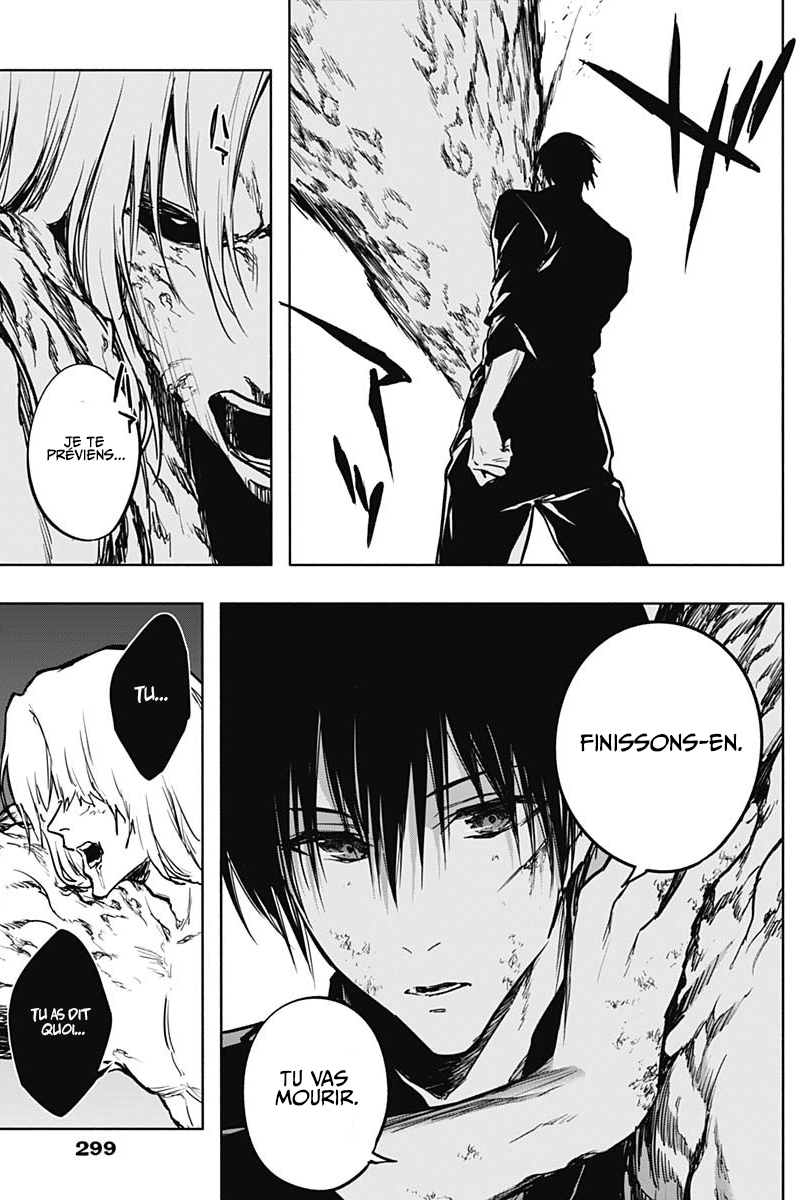 JE TE
PRÉVIENS...
FINISSONS-EN.
TU VAS
MOURIR.
TU...
TU AS DIT
QUOI...
299